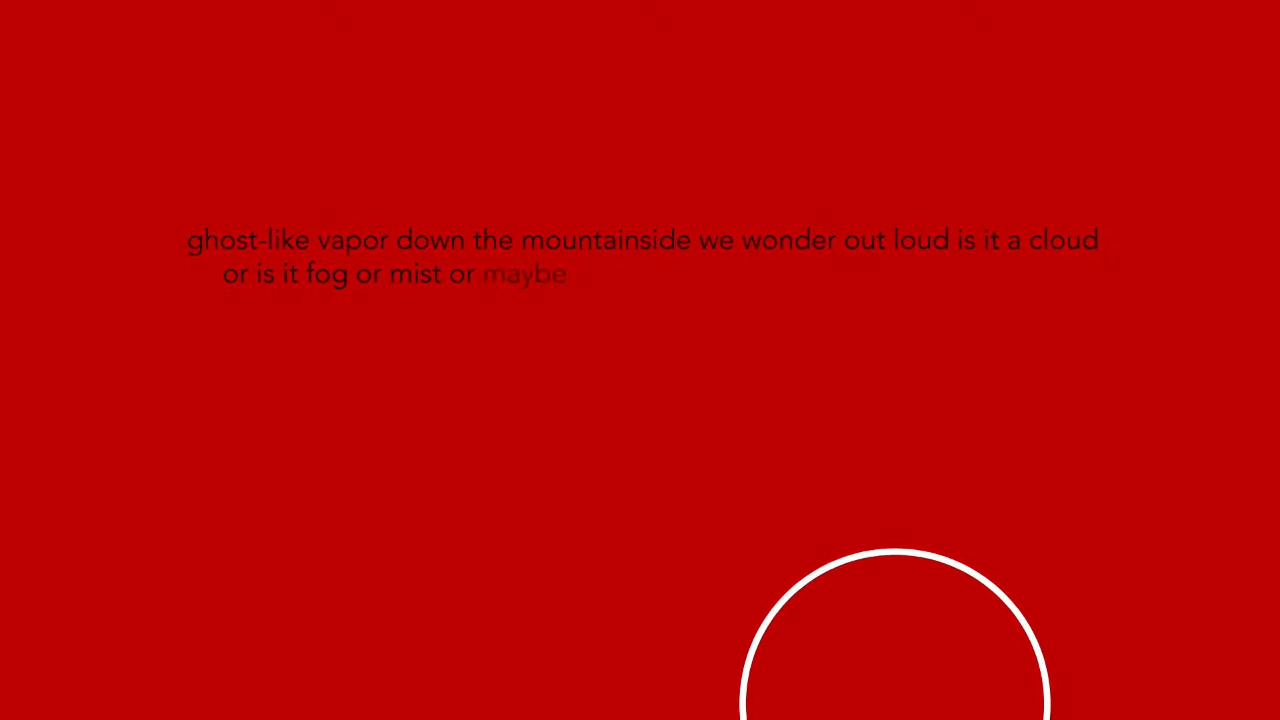 ghost-like vapor down the mountainside we wonder out loud is it a cloud
or is it fog or mist or maybe